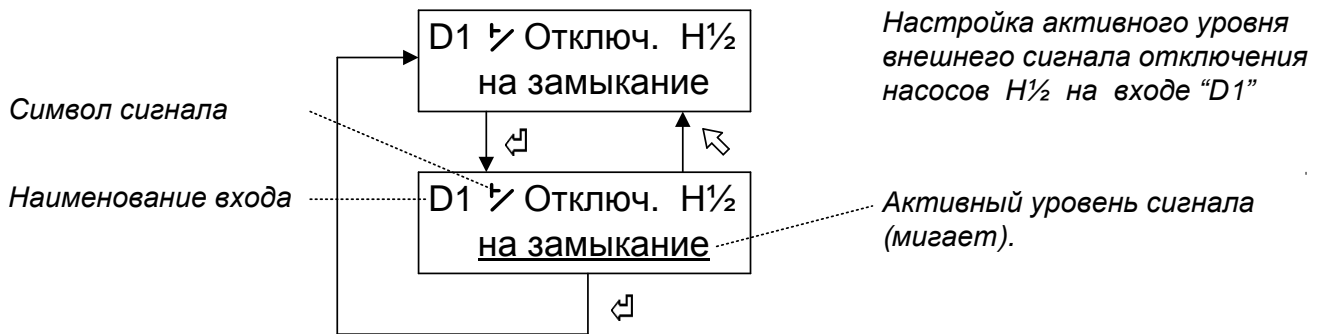 D1 Отключ. Н½
на замыкание
Настройка активного уровня
внешнего сигнала отключения
насосов Н½ на входе “D1”
Символ сигнала
Наименование входа
D1 Отключ. Н½
на замыкание
Активный уровень сигнала
(мигает).